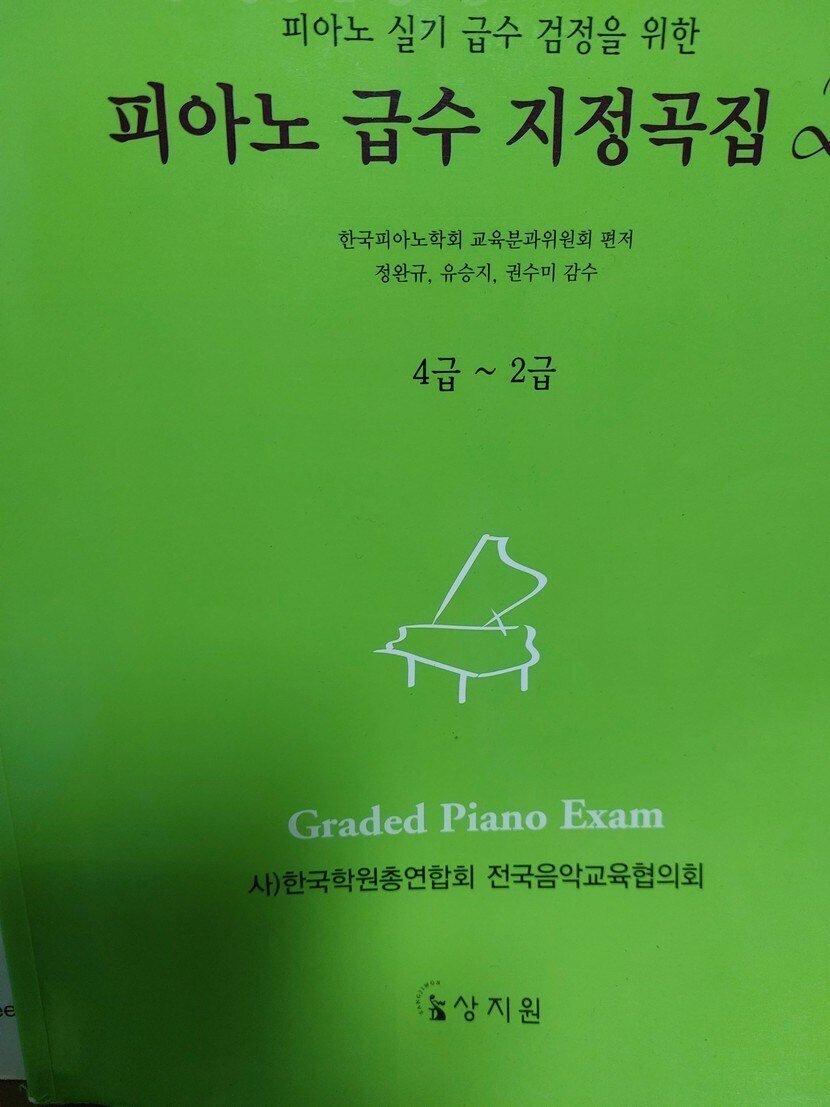 피아노 실기 급수 검정을 위한
피아노 급수 지정곡집 2
한국피아노학회 교육분과위원회 편저
정완규, 유승지, 권수미 감수
4급 ~ 2급
Graded Piano Exam
사)한국학원총연합회 전국음악교육협의회
SANGJIWON
상지원
ee